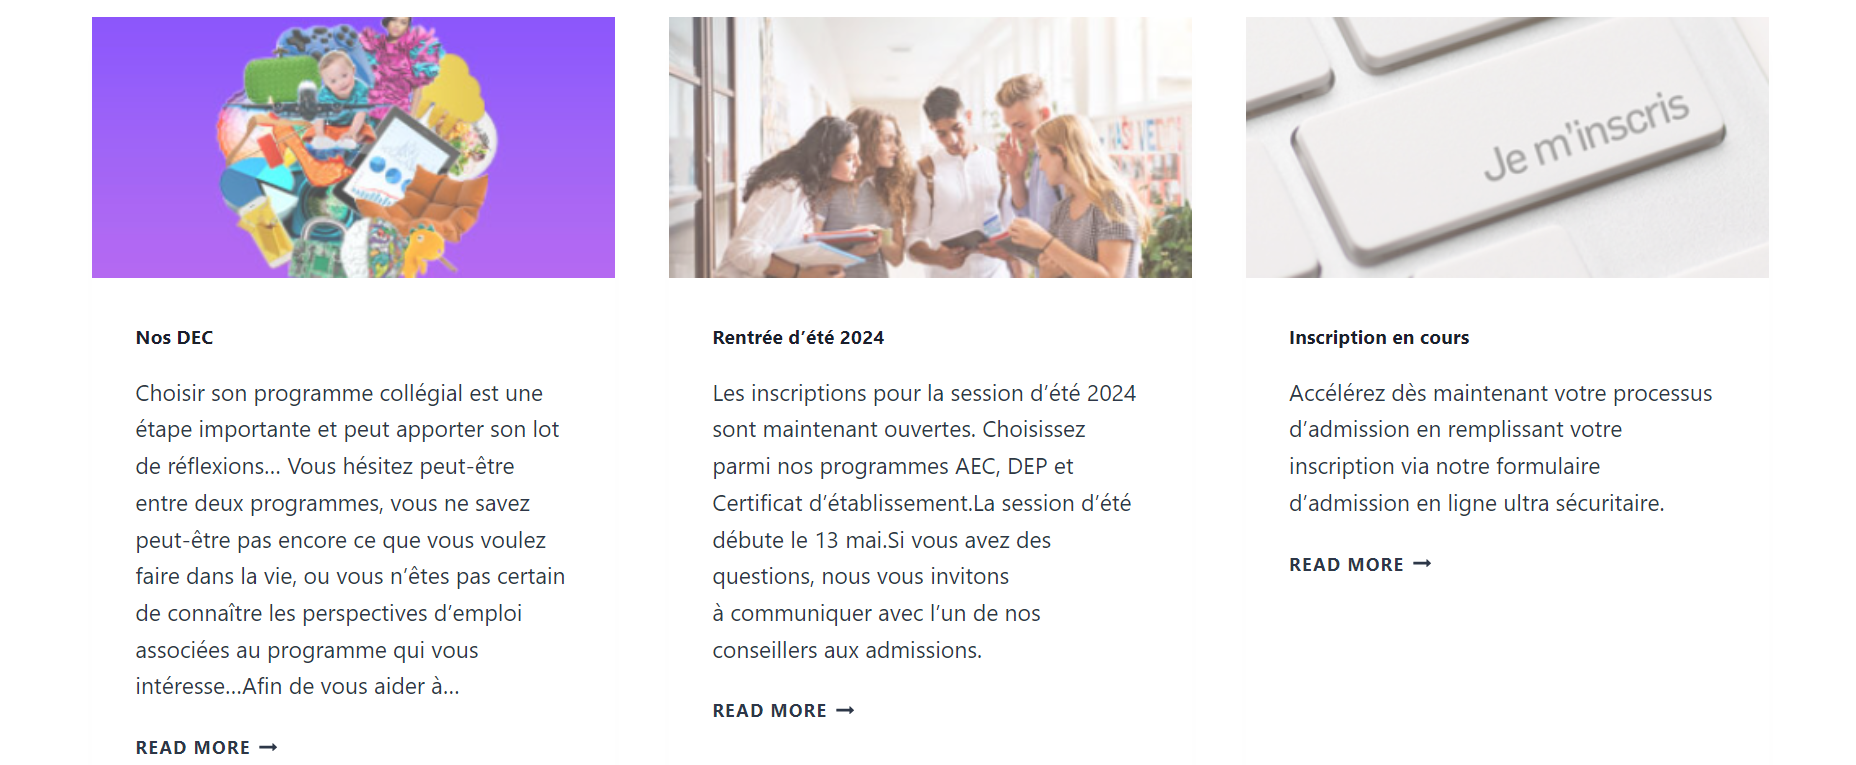 Je m'inscris
Nos DEC
Choisir son programme collégial est une
étape importante et peut apporter son lot
de réflexions... Vous hésitez peut-être
entre deux programmes, vous ne savez
peut-être pas encore ce que vous voulez
faire dans la vie, ou vous n’êtes pas certain
de connaître les perspectives d’emploi
associées au programme qui vous
intéresse...Afin de vous aider à...
READ MORE →
Rentrée d’été 2024
Les inscriptions pour la session d’été 2024
sont maintenant ouvertes. Choisissez
parmi nos programmes AEC, DEP et
Certificat d’établissement.La session d’été
débute le 13 mai.Si vous avez des
questions, nous vous invitons
à communiquer avec l’un de nos
conseillers aux admissions.
READ MORE →
Inscription en cours
Accélérez dès maintenant votre processus
d’admission en remplissant votre
inscription via notre formulaire
d’admission en ligne ultra sécuritaire.
READ MORE →